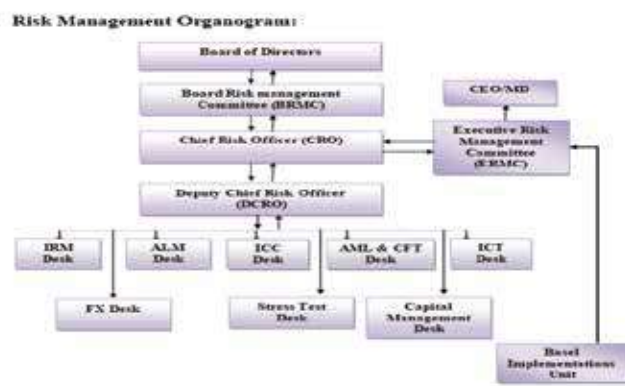 Risk Management Organogram:
Board of Directors
CEO/MD
Board Risk management
Committee (BRMC)
Chief Risk Officer (CRO)
Executive Risk
Management
Committee
(ERMC)
Deputy Chief Risk Officer
(DCRO)
IRM
Desk
ALM
Desk
ICC
Desk
AML & CFT
Desk
ICT
Desk
FX Desk
Stress Test
Desk
Capital
Management
Desk
Basel
Implementations
Unit